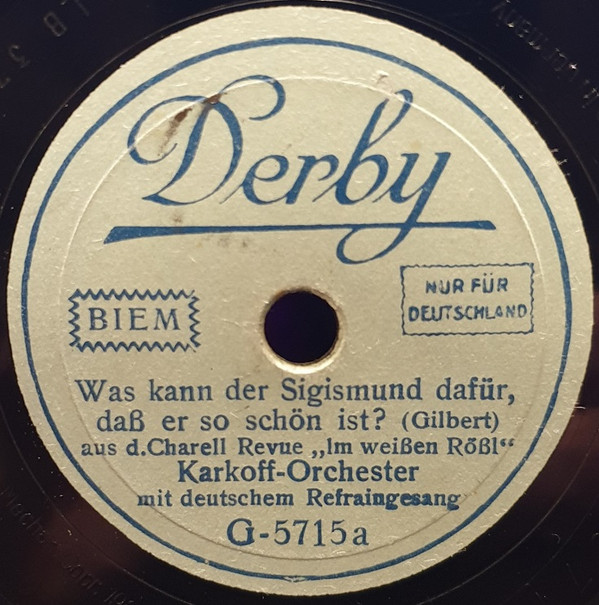 Derby
BIEM
NUR FÜR
DEUTSCHLAND
Was kann der Sigismund dafür,
daß er so schön ist? (Gilbert)
aus d. Charell Revue „Im weißen Rößl“
Karkoff-Orchester
mit deutschem Refraingesang
G-5715a